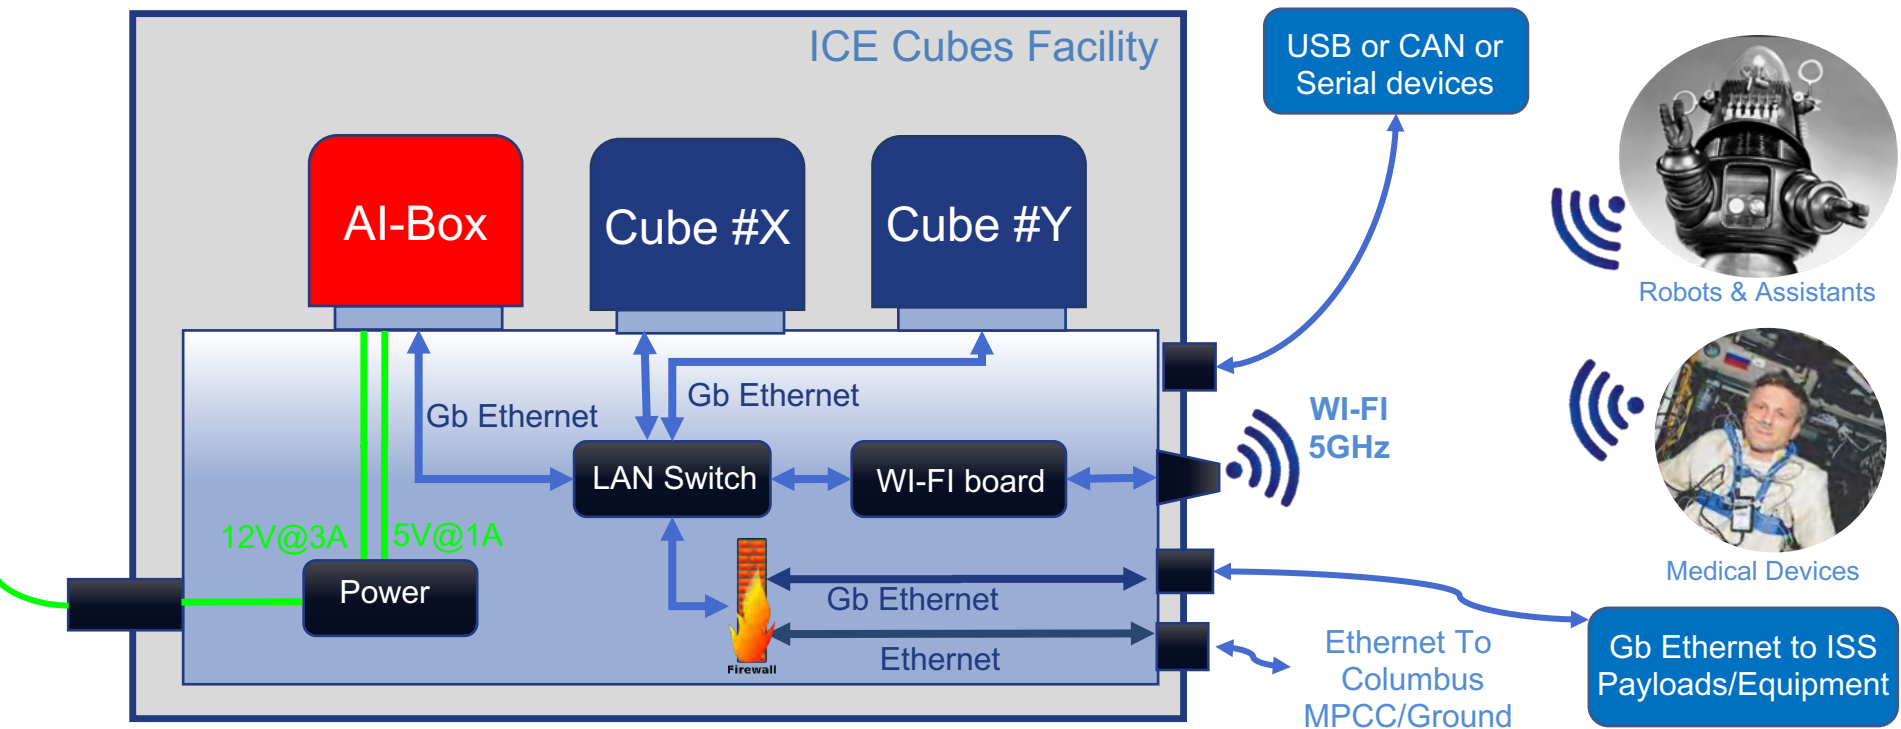 ICE Cubes Facility
USB or CAN or
Serial devices
AI-Box
Cube #X
Cube #Y
Robots & Assistants
Gb Ethernet
Gb Ethernet
WI-FI
5GHz
LAN Switch
WI-FI board
12V@3A
5V@1A
Power
Gb Ethernet
Ethernet
Firewall
Medical Devices
Ethernet To
Columbus
MPCC/Ground
Gb Ethernet to ISS
Payloads/Equipment